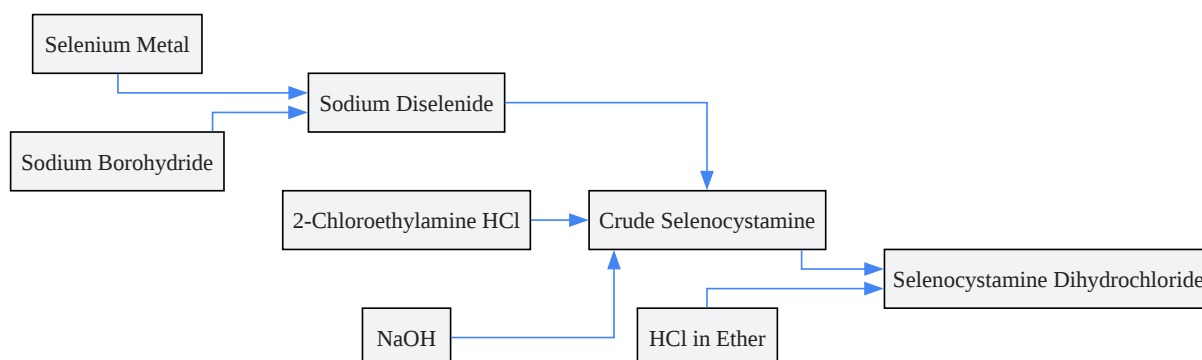 Selenium Metal
Sodium Diselenide
Sodium Borohydride
2-Chloroethylamine HCl
Crude Selenocystamine
Selenocystamine Dihydrochloride
NaOH
HCl in Ether